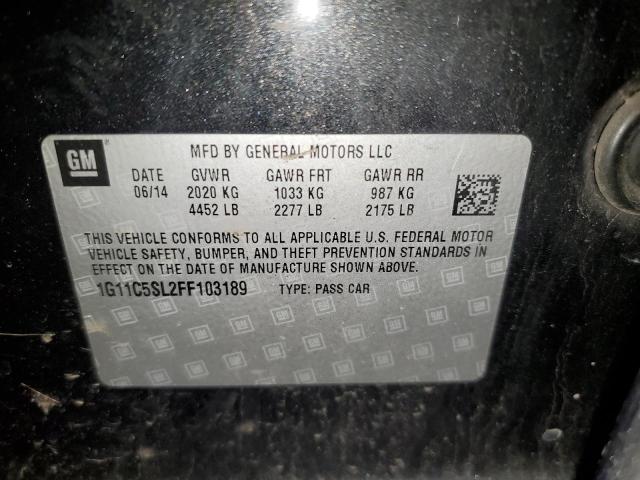 GM
MFD BY GENERAL MOTORS LLC
DATE GVWR GAWR FRT GAWR RR
06/14 2020 KG 1033 KG 987 KG
4452 LB 2277 LB 2175 LB
THIS VEHICLE CONFORMS TO ALL APPLICABLE U.S. FEDERAL MOTOR
VEHICLE SAFETY, BUMPER, AND THEFT PREVENTION STANDARDS IN
EFFECT ON THE DATE OF MANUFACTURE SHOWN ABOVE.
1G11C5SL2FF103189 TYPE: PASS CAR